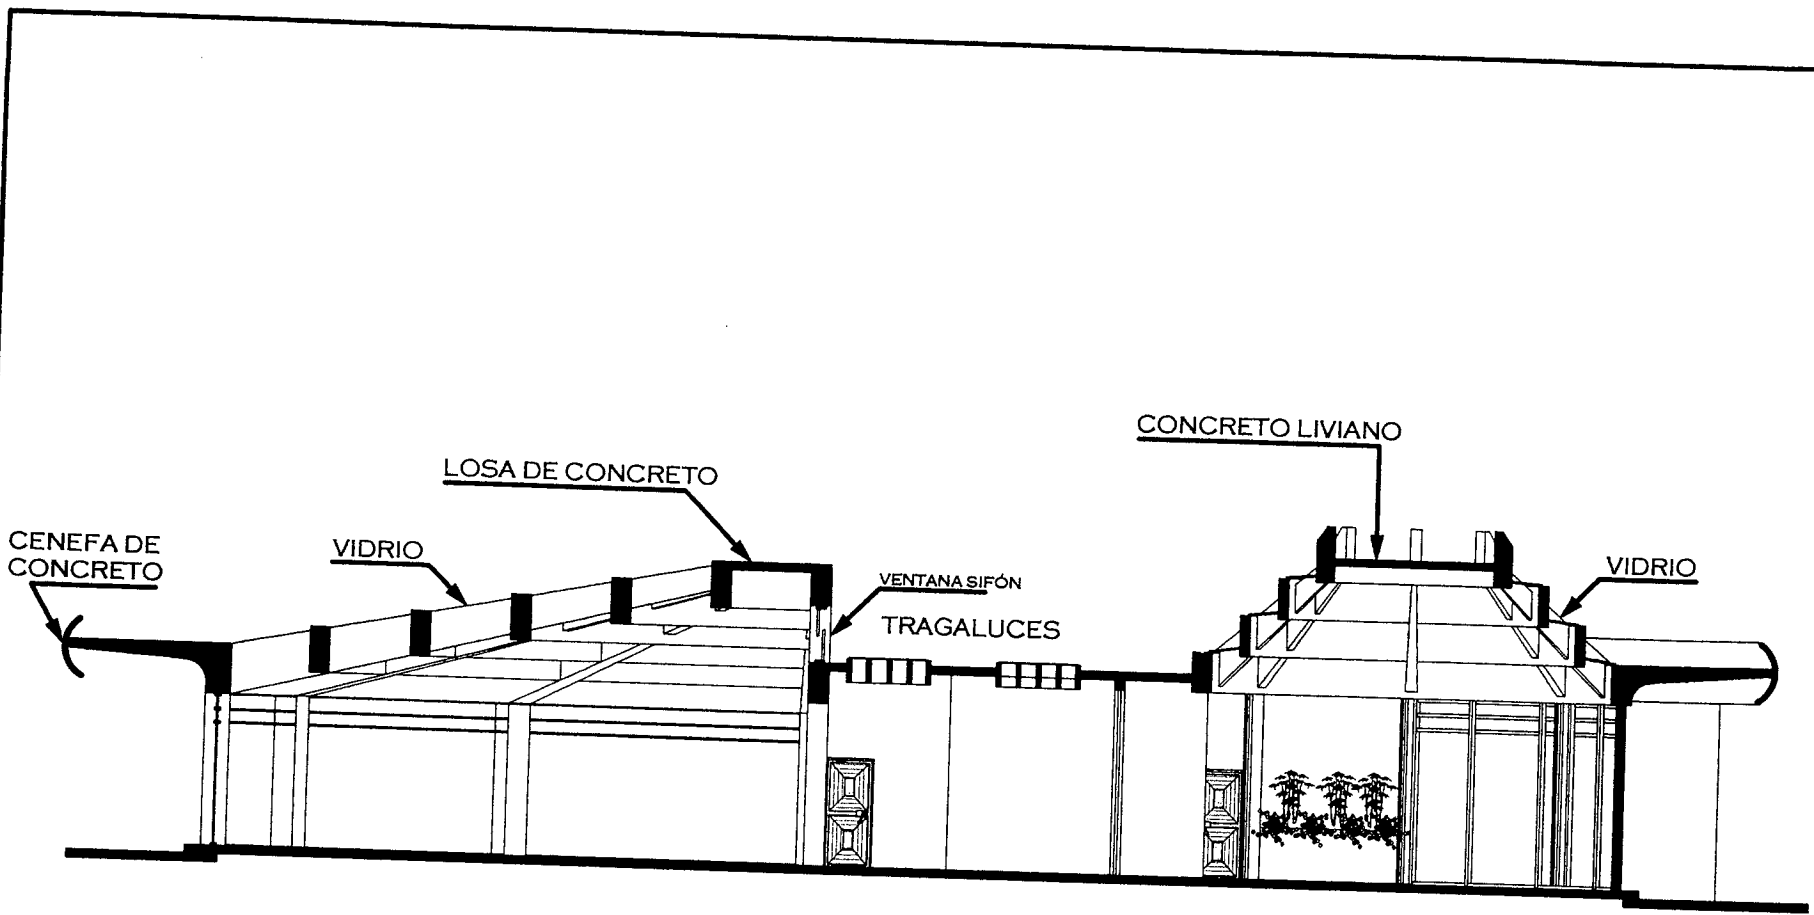 CONCRETO LIVIANO
LOSA DE CONCRETO
CENEFA DE
CONCRETO
VIDRIO
VENTANA SIFÓN
TRAGALUCES
VIDRIO